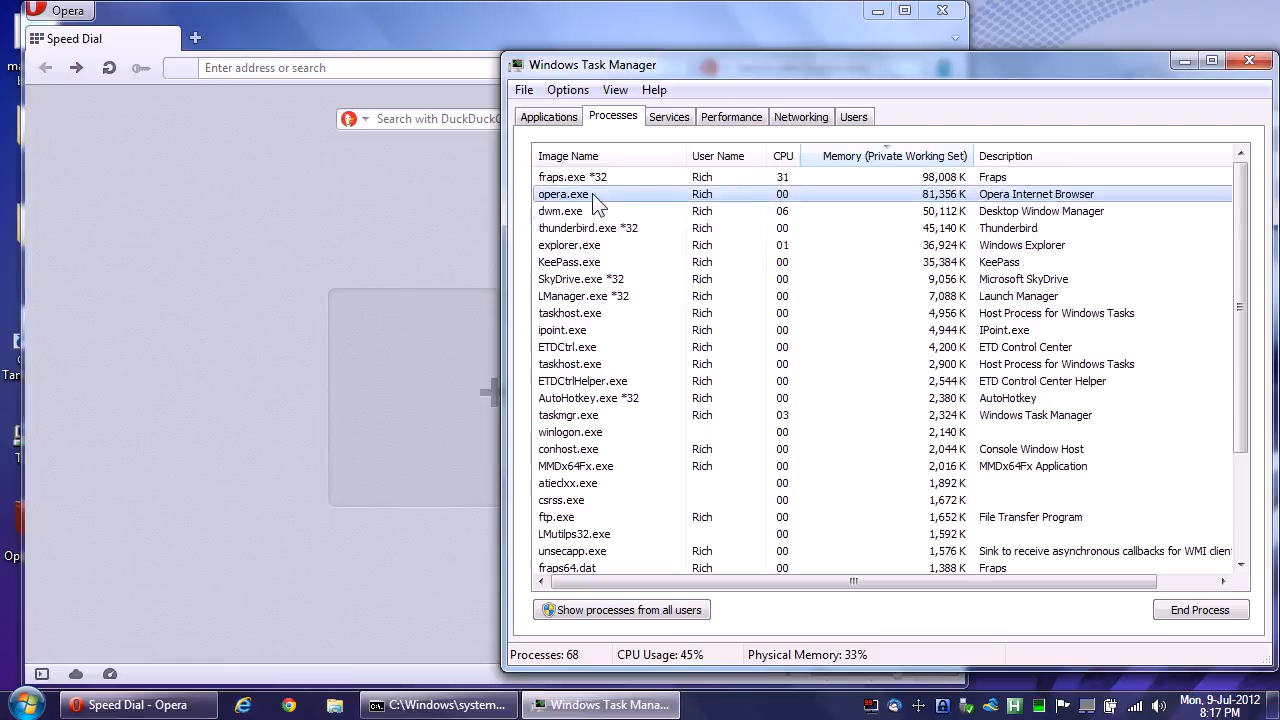 Opera
Speed Dial
Enter address or search
Search with DuckDuckG
Windows Task Manager
File Options View Help
Applications Processes Services Performance Networking Users
Image Name User Name CPU Memory (Private Working Set) Description
fraps.exe *32 Rich 31 98,008 K Fraps
opera.exe Rich 00 81,356 K Opera Internet Browser
dwm.exe Rich 06 50,112 K Desktop Window Manager
thunderbird.exe *32 Rich 00 45,140 K Thunderbird
explorer.exe Rich 01 36,924 K Windows Explorer
KeePass.exe Rich 00 35,384 K KeePass
SkyDrive.exe *32 Rich 00 9,056 K Microsoft SkyDrive
LManager.exe *32 Rich 00 7,088 K Launch Manager
taskhost.exe Rich 00 4,956 K Host Process for Windows Tasks
ipoint.exe Rich 00 4,944 K IPoint.exe
ETDCtrl.exe Rich 00 4,200 K ETD Control Center
taskhost.exe Rich 00 2,900 K Host Process for Windows Tasks
ETDCtrlHelper.exe Rich 00 2,544 K ETD Control Center Helper
AutoHotkey.exe *32 Rich 00 2,380 K AutoHotkey
taskmgr.exe Rich 03 2,324 K Windows Task Manager
winlogon.exe 00 2,140 K
conhost.exe Rich 00 2,044 K Console Window Host
MMDx64Fx.exe Rich 00 2,016 K MMDx64Fx Application
atieclxx.exe 00 1,892 K
csrss.exe 00 1,672 K
ftp.exe Rich 00 1,652 K File Transfer Program
LMutilps32.exe 00 1,592 K
unsecapp.exe Rich 00 1,576 K Sink to receive asynchronous callbacks for WMI clien
fraps64.dat Rich 00 1,388 K Fraps
Show processes from all users End Process
Processes: 68 CPU Usage: 45% Physical Memory: 33%
Speed Dial - Opera C:\Windows\system... Windows Task Mana...
Mon, 9-Jul-2012
8:17 PM